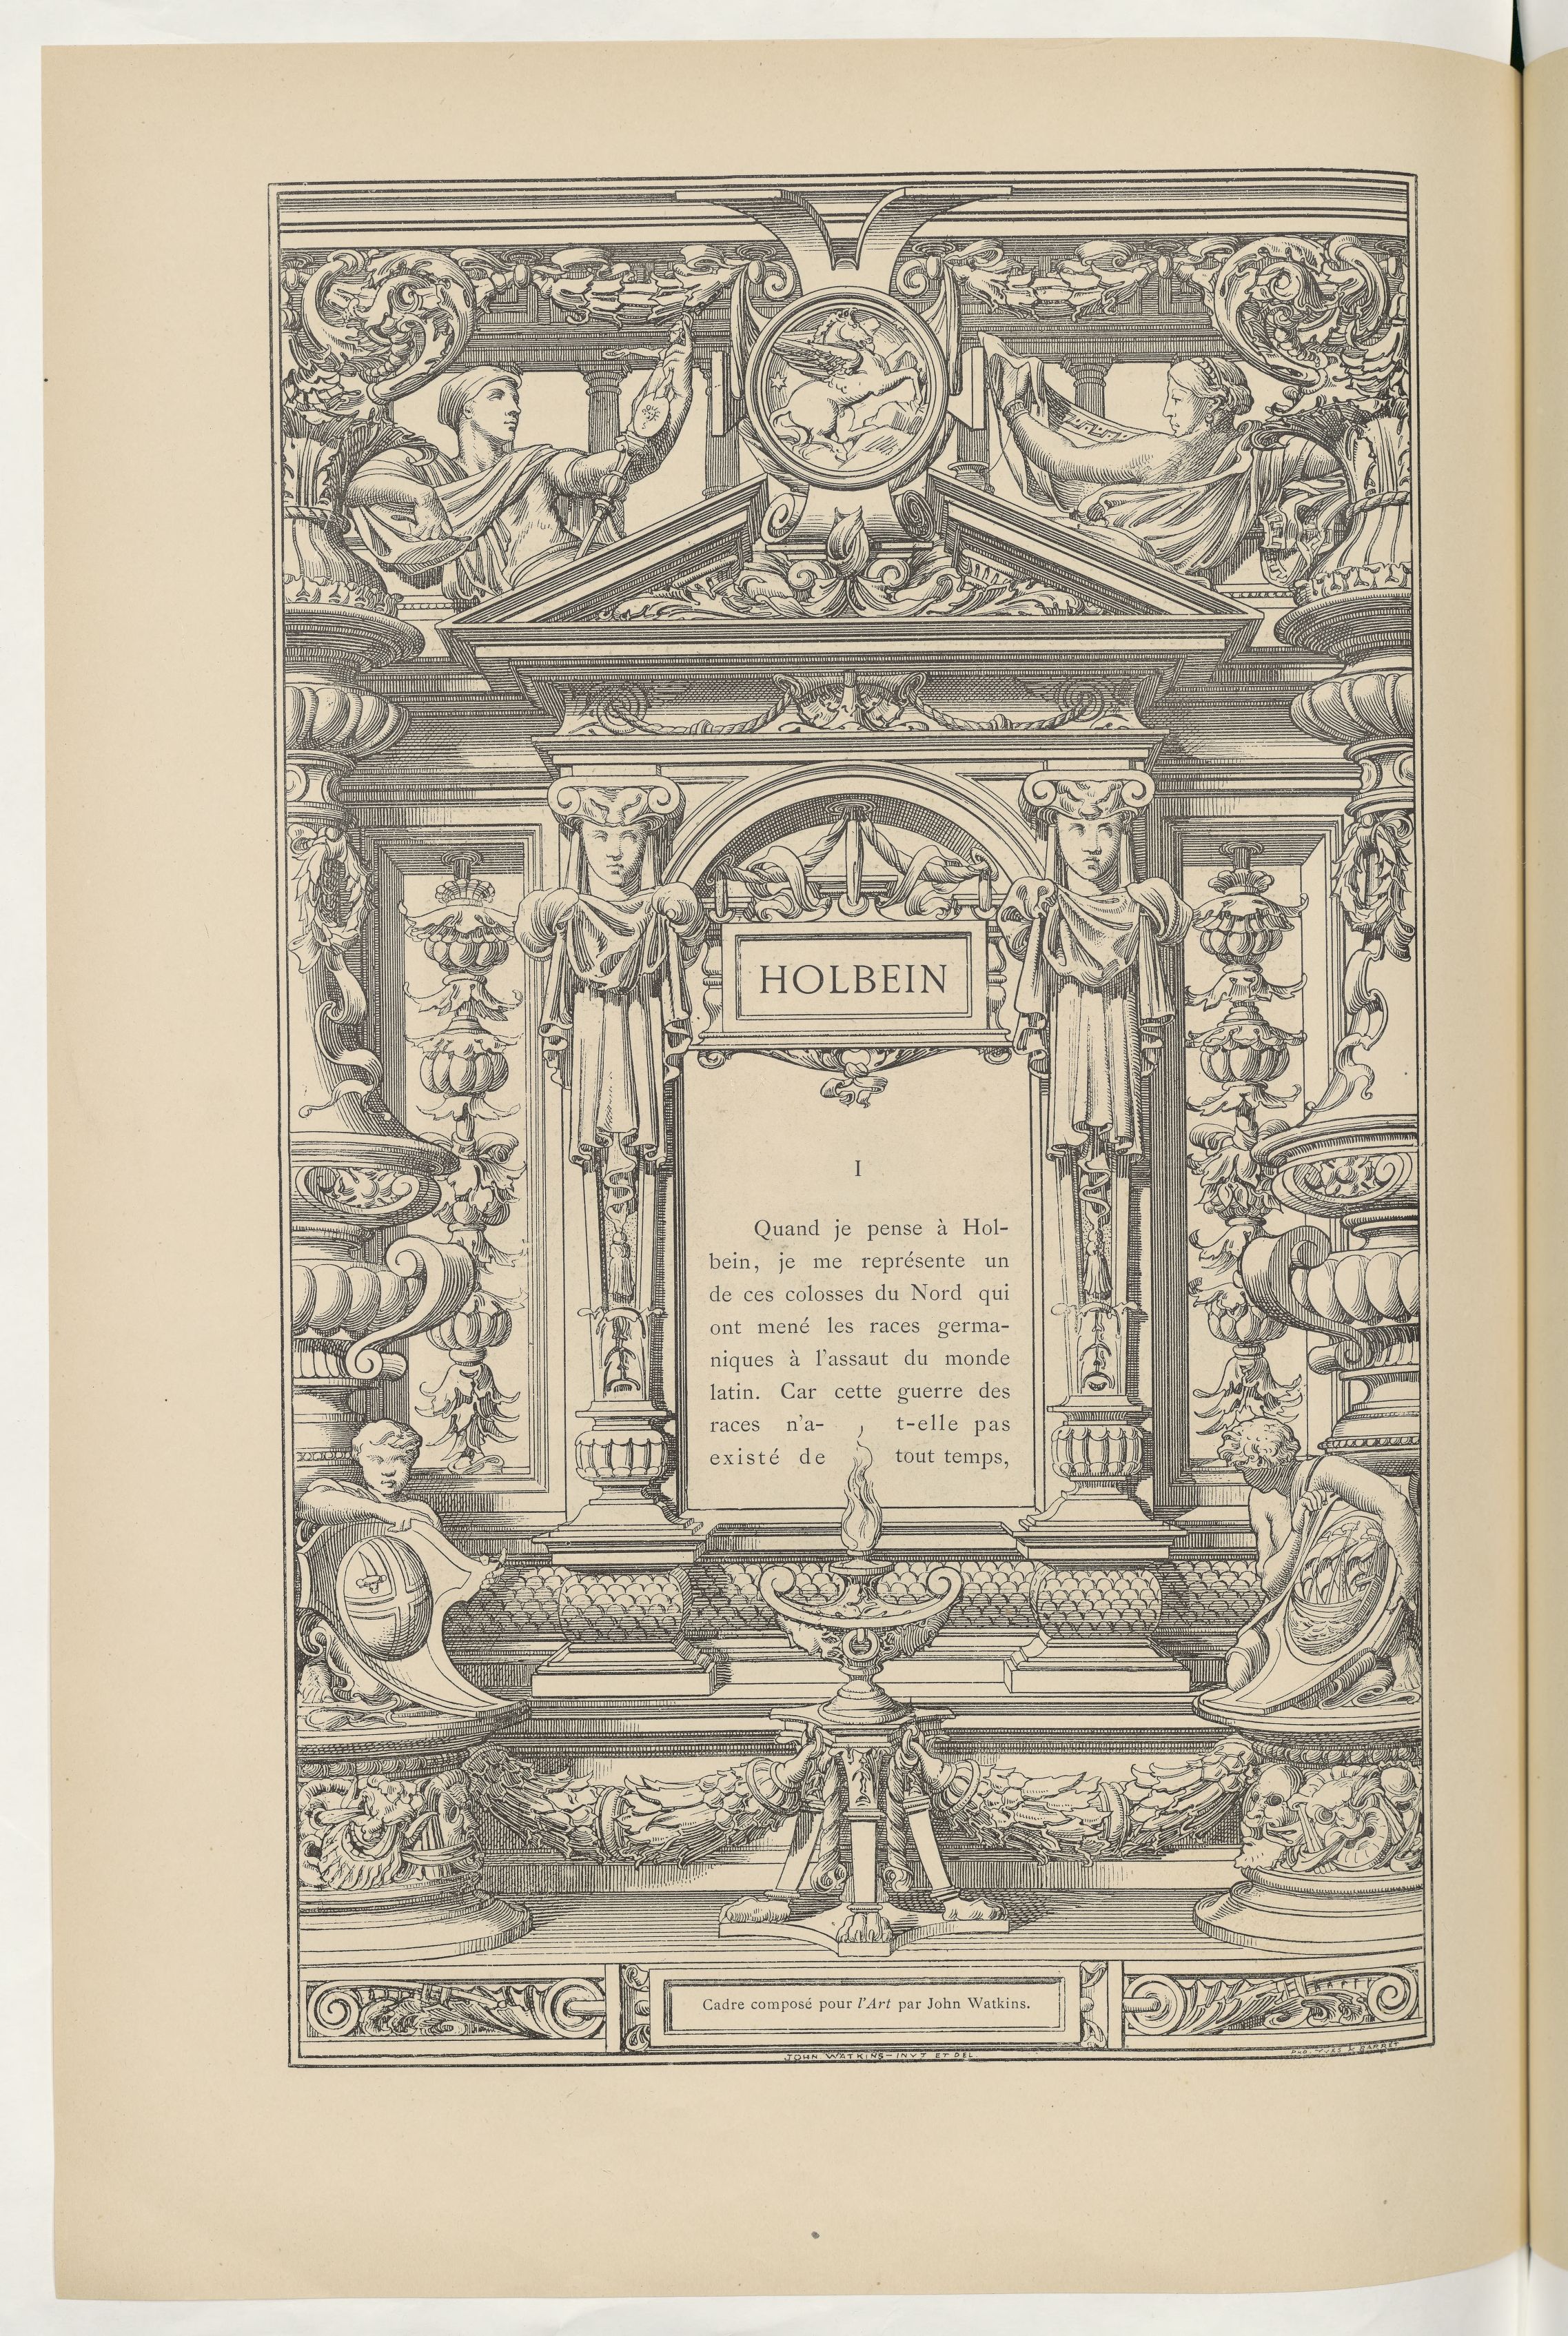 HOLBEIN
I
Quand je pense à Hol-
bein, je me représente un
de ces colosses du Nord qui
ont mené les races germa-
niques à l'assaut du monde
latin. Car cette guerre des
races n'a- t-elle pas
existé de tout temps,
Cadre composé pour l'Art par John Watkins.
JOHN WATKINS—INVT ET DEL.